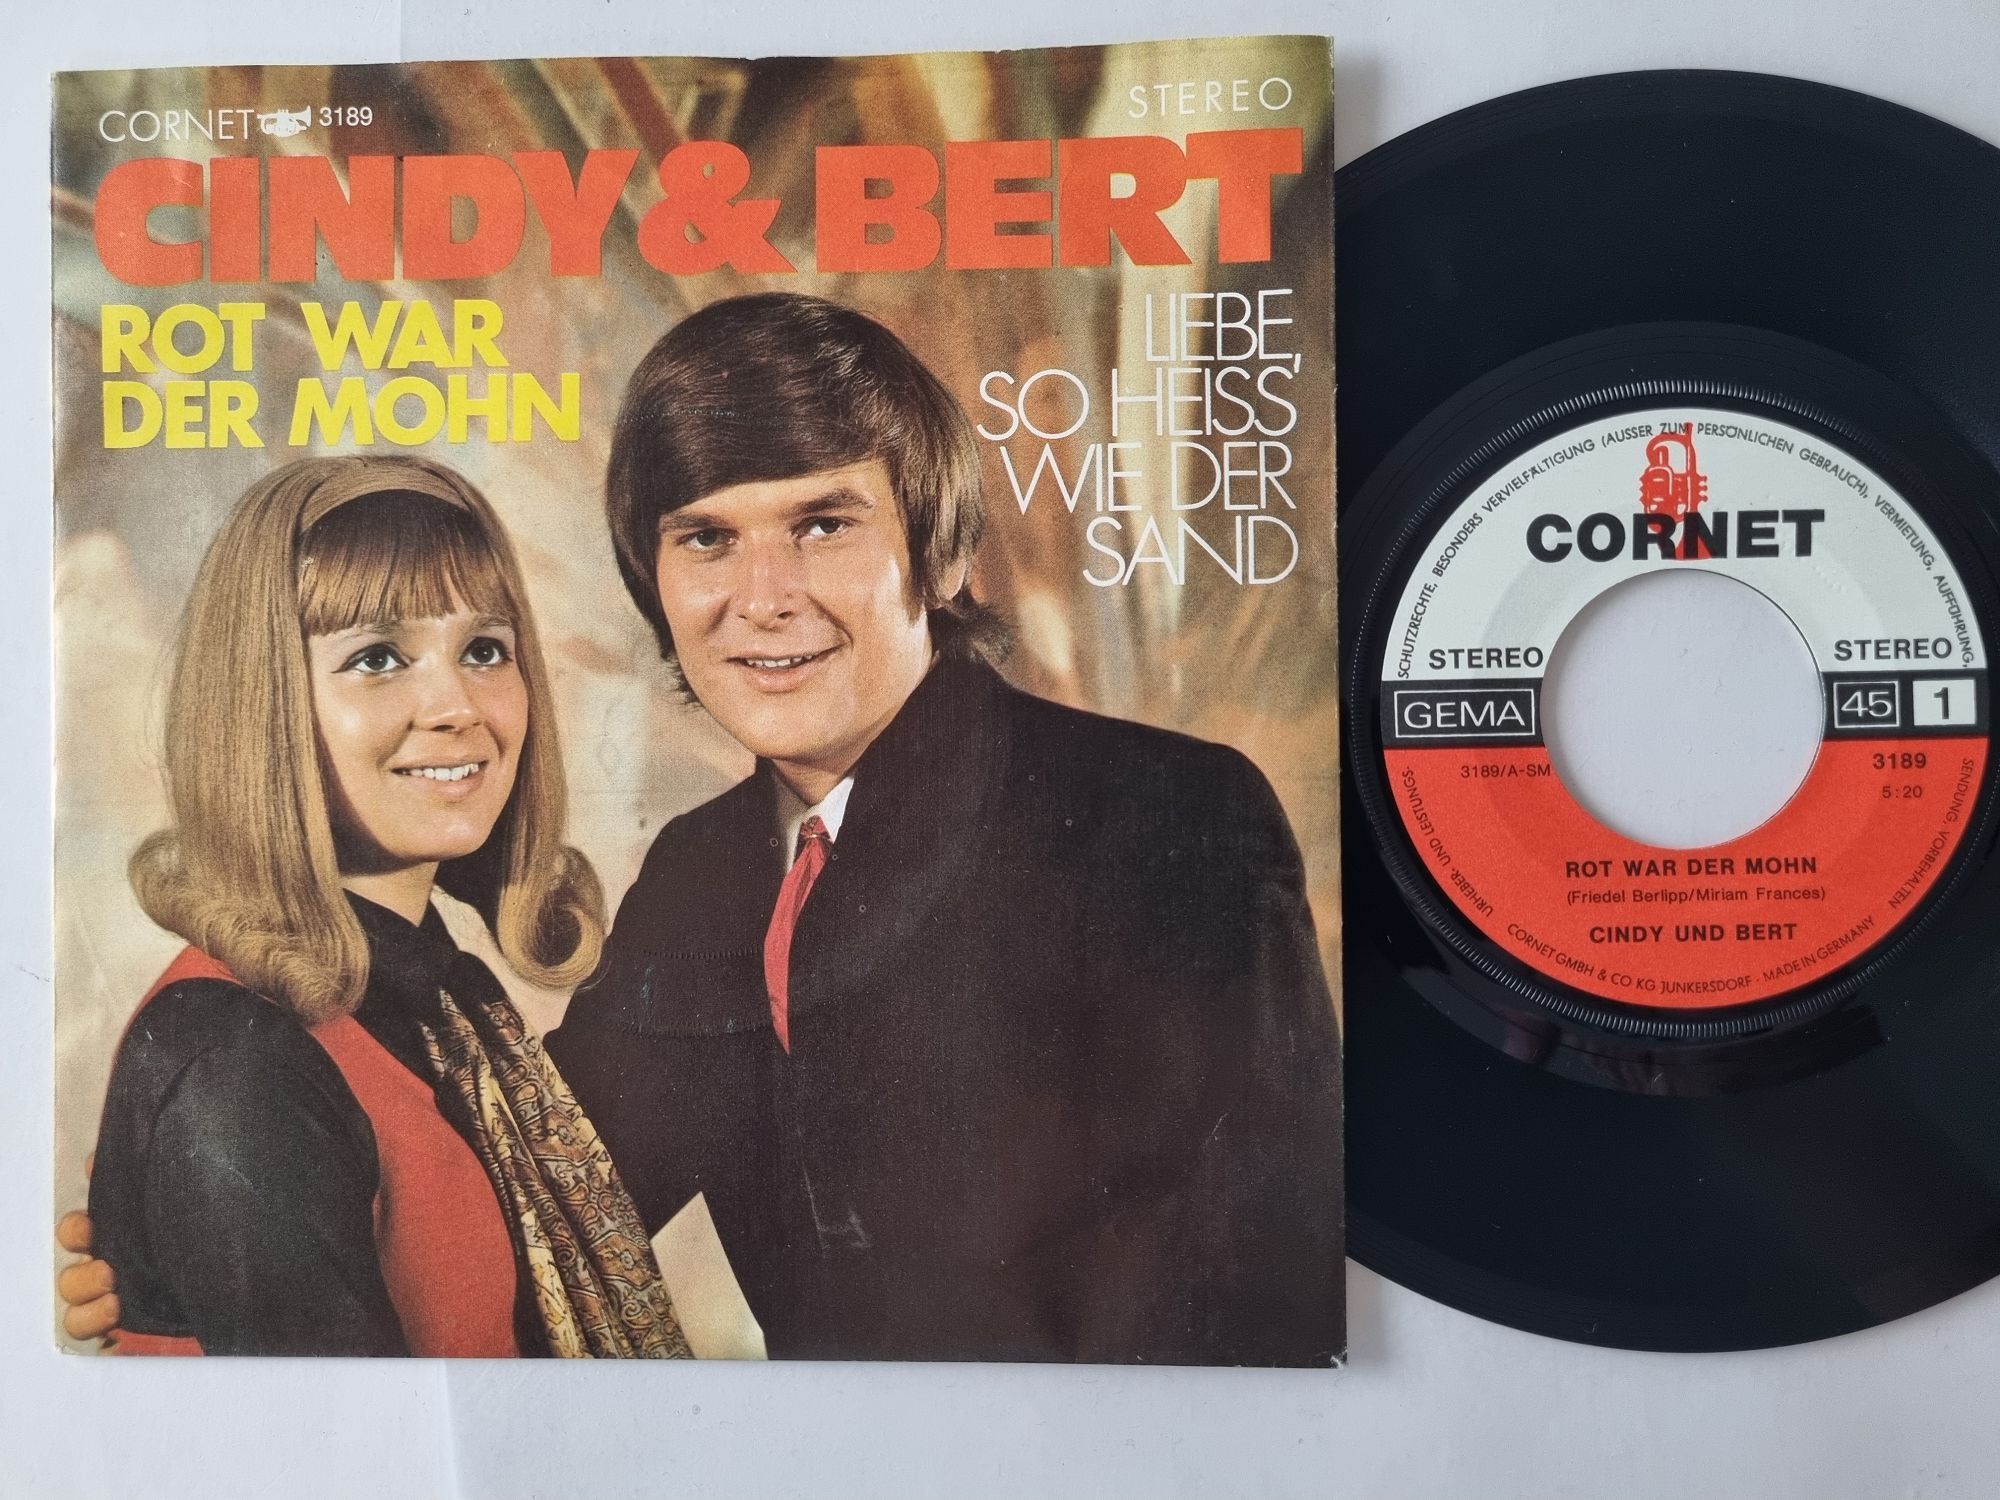 CORNET 3189
STEREO
CINDY & BERT
ROT WAR
DER MOHN
LIEBE,
SO HEISS'
WIE DER
SAND
SCHUTZRECHTE, BESONDERS VERVIELFÄLTIGUNG (AUSSER ZUM PERSÖNLICHEN GEBRAUCH), VERMIETUNG, AUFFÜHRUNG,
CORNET
STEREO STEREO
GEMA 45 1
3189/A-SM 3189
5:20
ROT WAR DER MOHN
(Friedel Berlipp/Miriam Frances)
CINDY UND BERT
URHEBER- UND LEISTUNGS-
SENDUNG, VORBEHALTEN
CORNET GMBH & CO KG JUNKERSDORF · MADE IN GERMANY